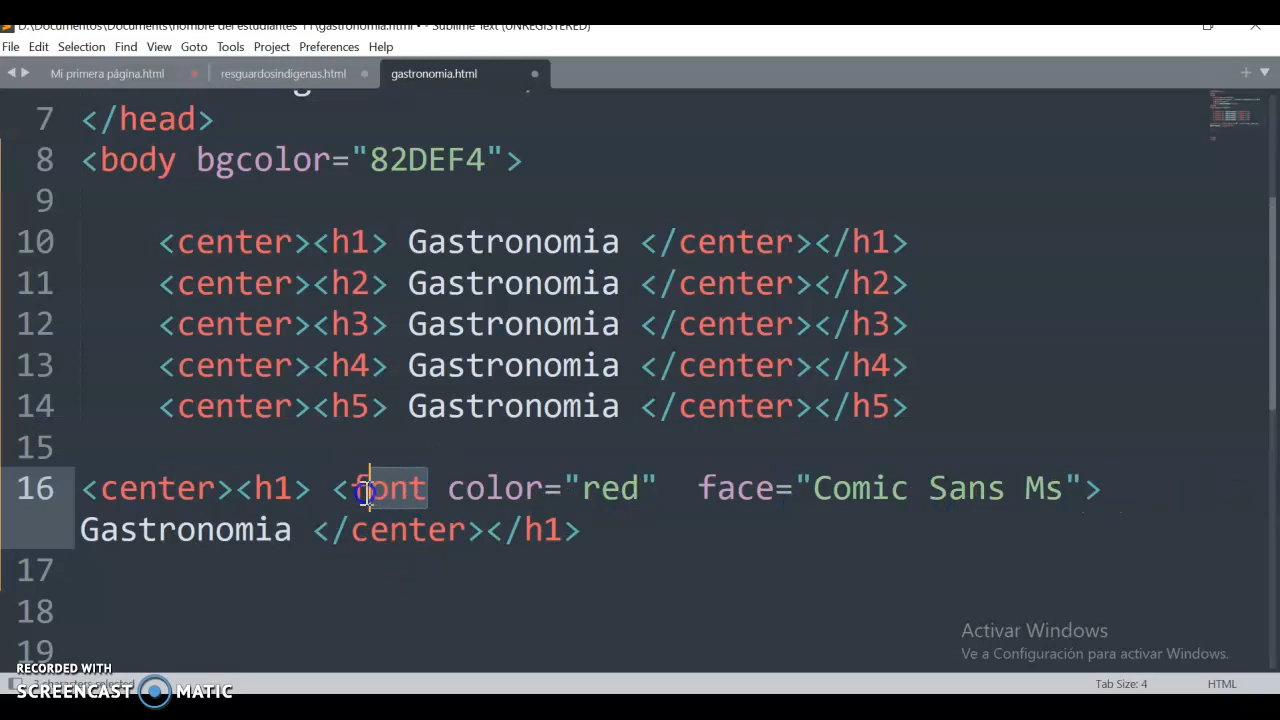 D:\Documentos\Documents\nombre del estudiantes 11\gastronomia.html • - Sublime Text (UNREGISTERED)
File Edit Selection Find View Goto Tools Project Preferences Help
Mi primera página.html resguardosindigenas.html gastronomia.html
7 </head>
8 <body bgcolor="82DEF4">
9
10 <center><h1> Gastronomia </center></h1>
11 <center><h2> Gastronomia </center></h2>
12 <center><h3> Gastronomia </center></h3>
13 <center><h4> Gastronomia </center></h4>
14 <center><h5> Gastronomia </center></h5>
15
16 <center><h1> <font color="red" face="Comic Sans Ms">
Gastronomia </center></h1>
17
18
19
Activar Windows
Ve a Configuración para activar Windows.
RECORDED WITH
SCREENCAST MATIC
3 characters selected Tab Size: 4 HTML